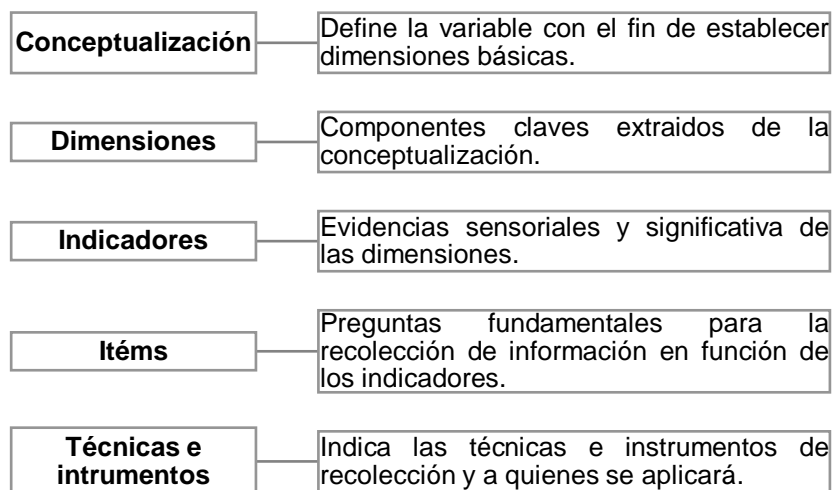 Conceptualización
Define la variable con el fin de establecer
dimensiones básicas.
Dimensiones
Componentes claves extraidos de la
conceptualización.
Indicadores
Evidencias sensoriales y significativa de
las dimensiones.
Itéms
Preguntas fundamentales para la
recolección de información en función de
los indicadores.
Técnicas e
intrumentos
Indica las técnicas e instrumentos de
recolección y a quienes se aplicará.